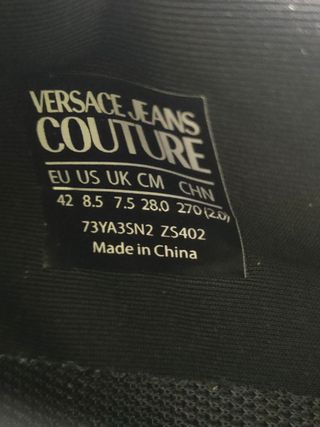 VERSACE JEANS
COUTURE
EU US UK CM CHN
42 8.5 7.5 28.0 270 (2.0)
73YA3SN2 ZS402
Made in China